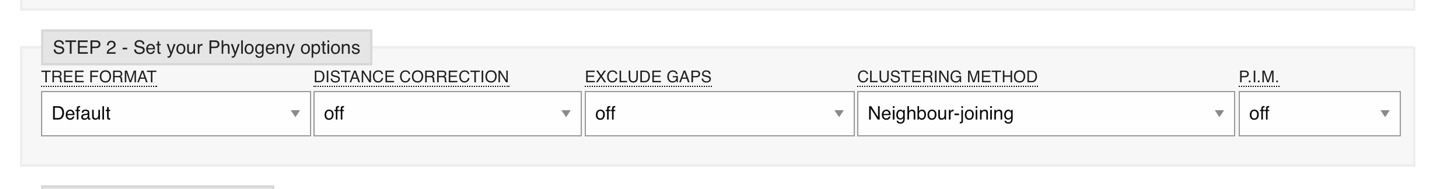 STEP 2 - Set your Phylogeny options
TREE FORMAT DISTANCE CORRECTION EXCLUDE GAPS CLUSTERING METHOD P.I.M.
Default off off Neighbour-joining off